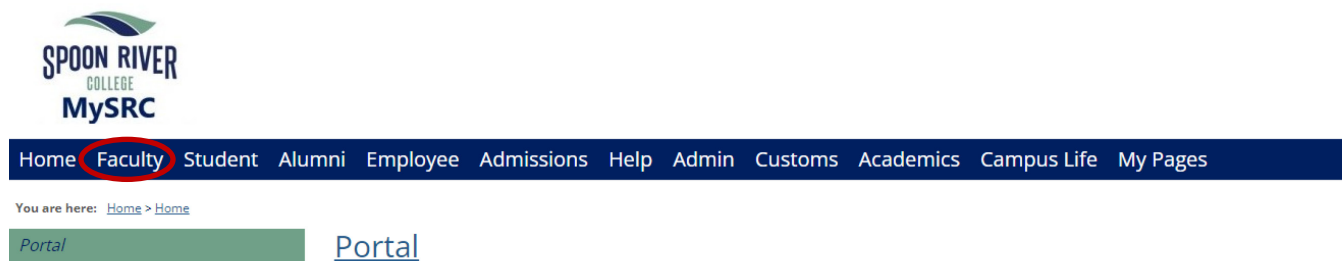 SPOON RIVER
COLLEGE
MySRC
Home Faculty Student Alumni Employee Admissions Help Admin Customs Academics Campus Life My Pages
You are here: Home > Home
Portal
Portal